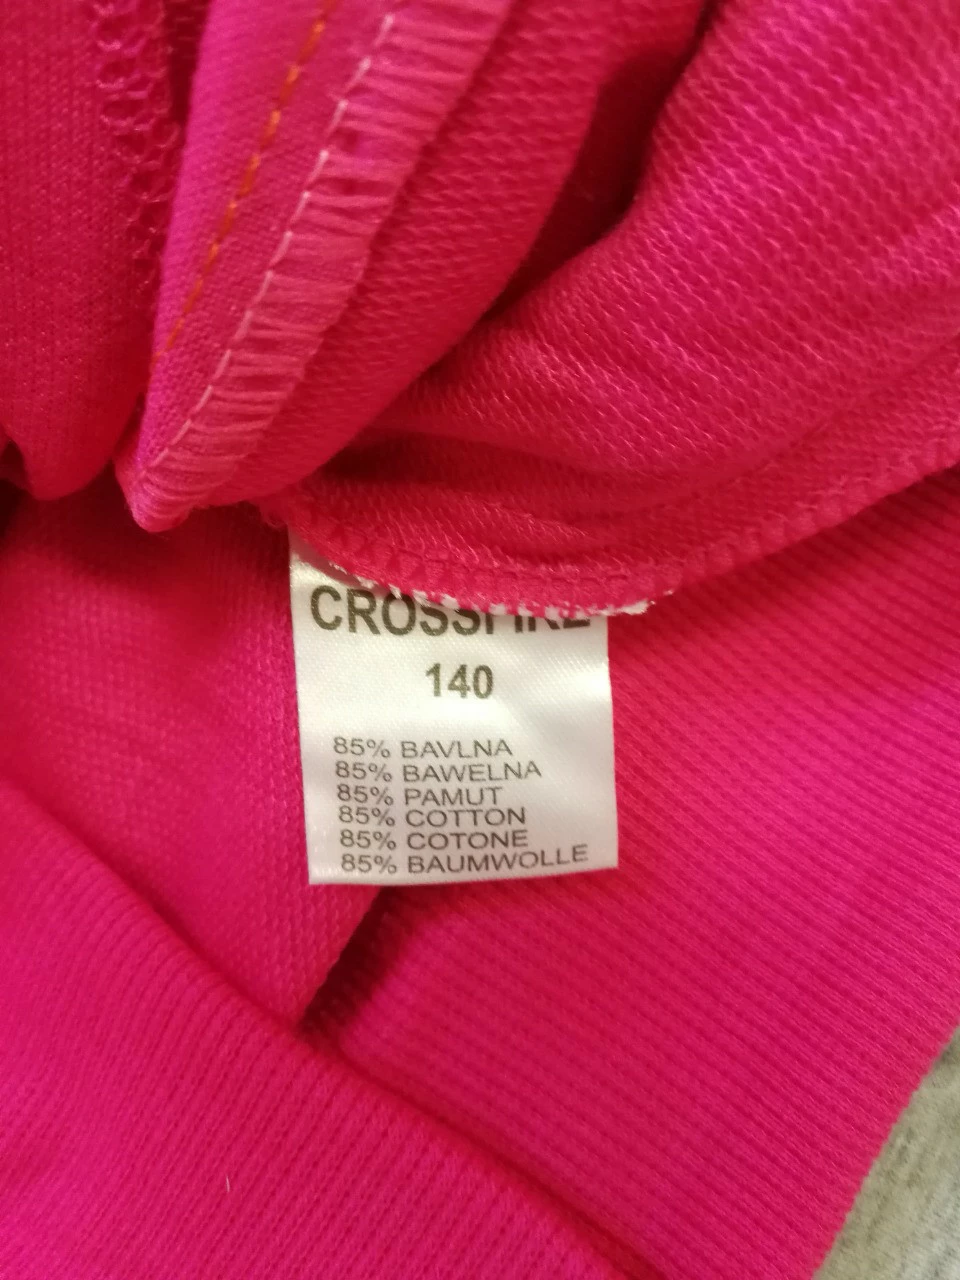 CROSSFIRE
140
85% BAVLNA
85% BAWELNA
85% PAMUT
85% COTTON
85% COTONE
85% BAUMWOLLE